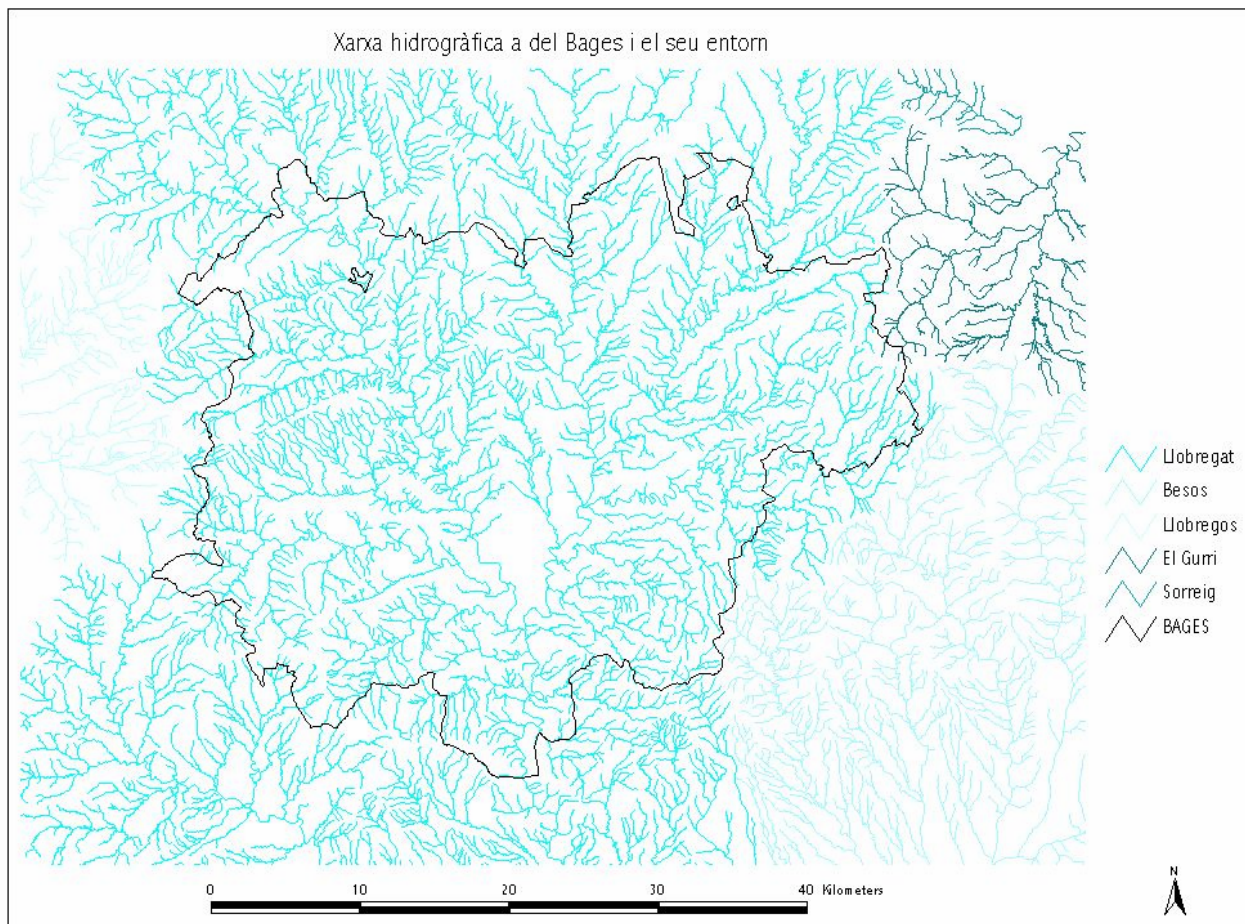 Xarxa hidrogràfica a del Bages i el seu entorn
Llobregat
Besos
Llobregos
El Gurri
Sorreig
BAGES
0 10 20 30 40 Kilometers
N